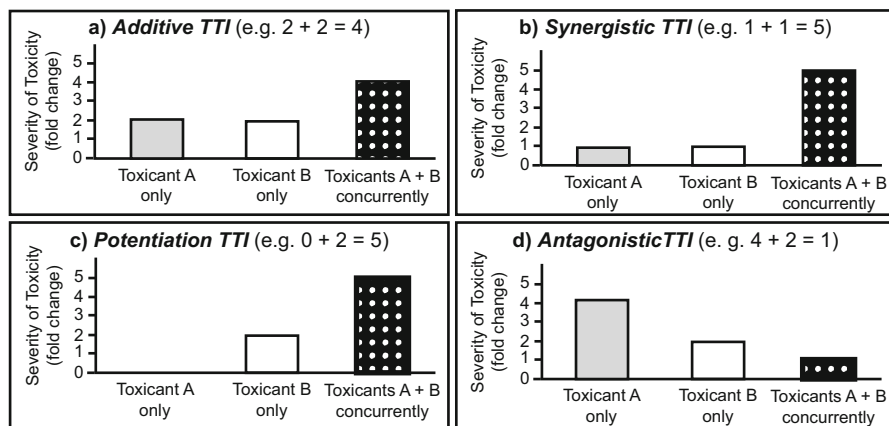 a) Additive TTI (e.g. 2 + 2 = 4)
Severity of Toxicity
(fold change)
5
4
3
2
1
0
Toxicant A
only
Toxicant B
only
Toxicants A + B
concurrently
b) Synergistic TTI (e.g. 1 + 1 = 5)
Severity of Toxicity
(fold change)
5
4
3
2
1
0
Toxicant A
only
Toxicant B
only
Toxicants A + B
concurrently
c) Potentiation TTI (e.g. 0 + 2 = 5)
Severity of Toxicity
(fold change)
5
4
3
2
1
0
Toxicant A
only
Toxicant B
only
Toxicants A + B
concurrently
d) AntagonisticTTI (e. g. 4 + 2 = 1)
Severity of Toxicity
(fold change)
5
4
3
2
1
0
Toxicant A
only
Toxicant B
only
Toxicants A + B
concurrently